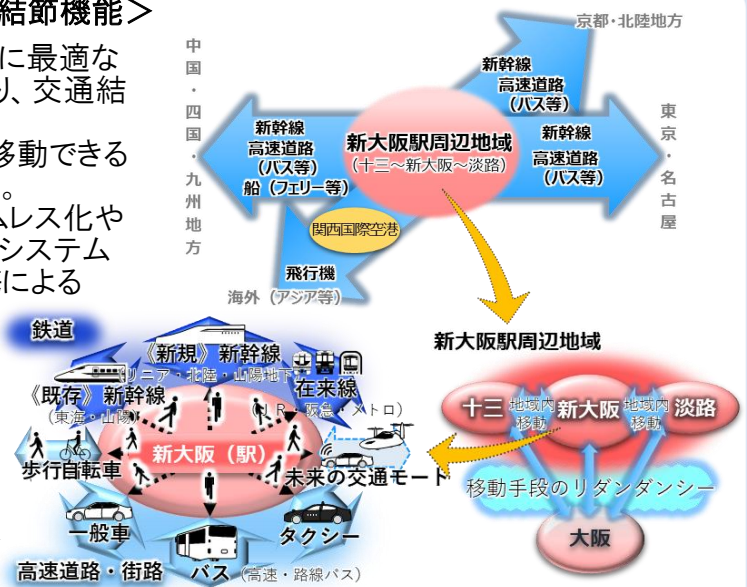 結節機能＞
に最適な
り、交通結
移動できる
。
ムレス化や
システム
による
京都・北陸地方
新幹線
高速道路
（バス等）
中国・四国・九州地方
新幹線
高速道路
（バス等）
船（フェリー等）
新大阪駅周辺地域
（十三～新大阪～淡路）
新幹線
高速道路
（バス等）
東京・名古屋
関西国際空港
飛行機
海外（アジア等）
鉄道
《新規》新幹線
リニア・北陸・山陽地下
《既存》新幹線
（東海・山陽）
在来線
（JR・阪急・メトロ）
新大阪（駅）
歩行自転車
未来の交通モード
一般車
タクシー
高速道路・街路
バス（高速・路線バス）
新大阪駅周辺地域
十三
地域内
移動
新大阪
地域内
移動
淡路
移動手段のリダンダンシー
大阪